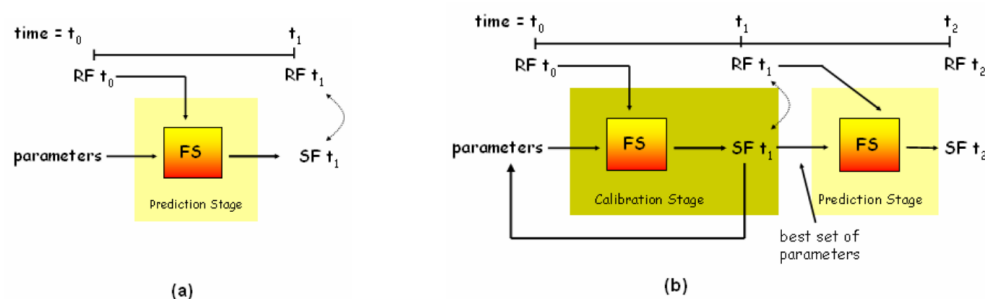 time = t0 t1
RF t0 RF t1
parameters FS SF t1
Prediction Stage
(a)
time = t0 t1 t2
RF t0 RF t1 RF t2
parameters FS SF t1 FS SF t2
Calibration Stage Prediction Stage
best set of
parameters
(b)